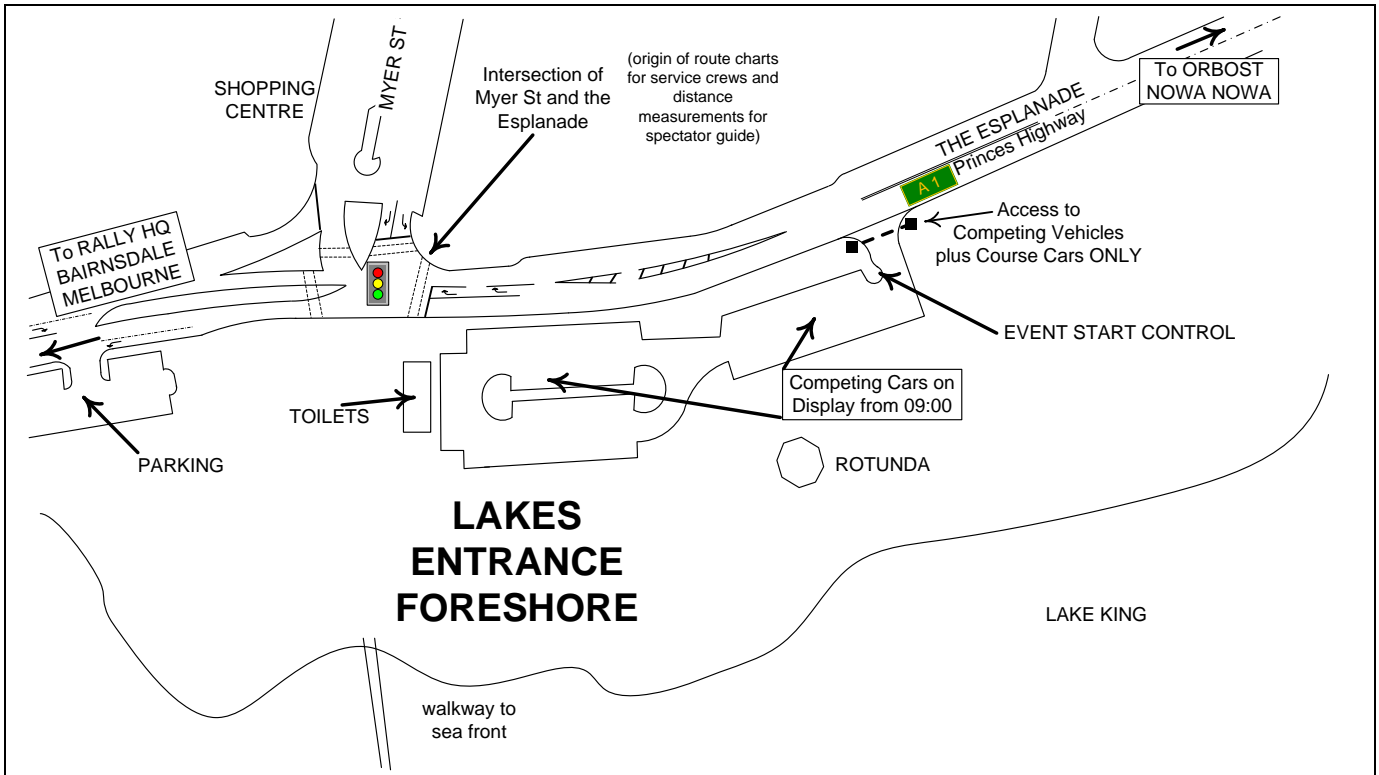 SHOPPING
CENTRE
MYER ST
Intersection of
Myer St and the
Esplanade
(origin of route charts
for service crews and
distance
measurements for
spectator guide)
To ORBOST
NOWA NOWA
THE ESPLANADE
Princes Highway
A 1
Access to
Competing Vehicles
plus Course Cars ONLY
To RALLY HQ
BAIRNSDALE
MELBOURNE
EVENT START CONTROL
Competing Cars on
Display from 09:00
TOILETS
PARKING
ROTUNDA
LAKES
ENTRANCE
FORESHORE
LAKE KING
walkway to
sea front